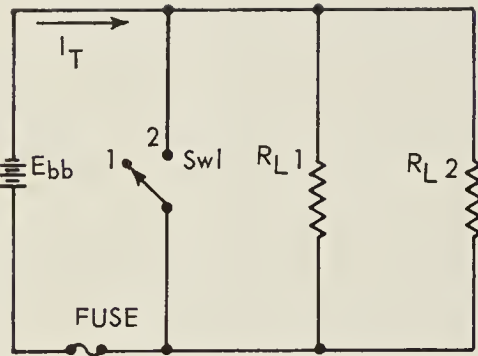 I_T
2
1
Sw1
E_bb
R_L 1
R_L 2
FUSE